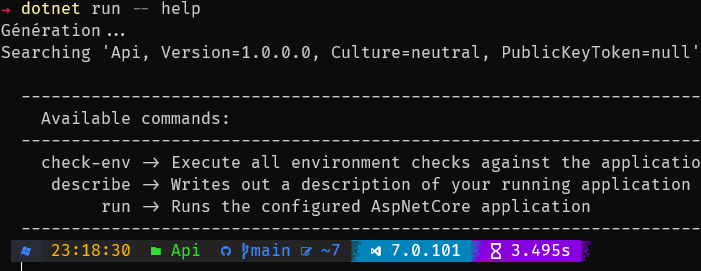 → dotnet run -- help
Génération...
Searching 'Api, Version=1.0.0.0, Culture=neutral, PublicKeyToken=null'
----------------------------------------------------------------------
Available commands:
----------------------------------------------------------------------
check-env -> Execute all environment checks against the applicatio
describe -> Writes out a description of your running application
run -> Runs the configured AspNetCore application
----------------------------------------------------------------------
23:18:30 Api main ~7 7.0.101 3.495s